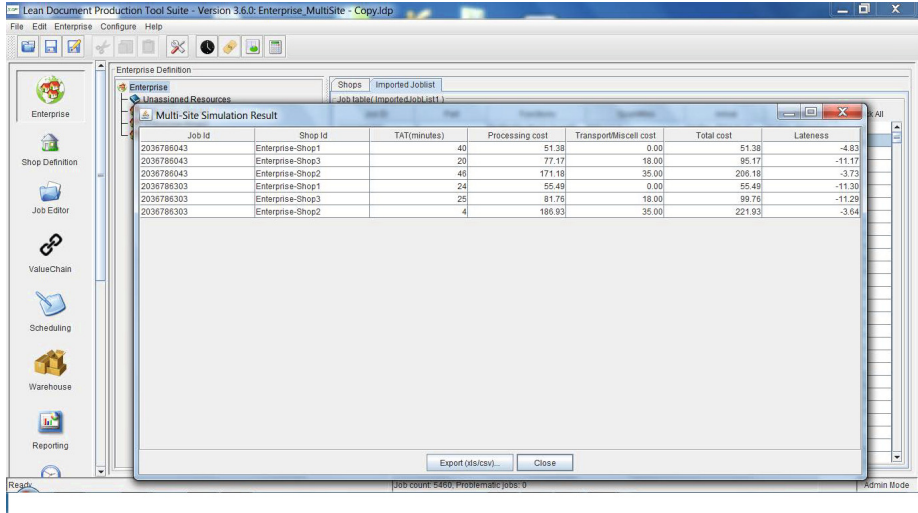 Lean Document Production Tool Suite - Version 3.6.0: Enterprise_MultiSite - Copy.ldp
File Edit Enterprise Configure Help
Enterprise Definition
Enterprise
Unassigned Resources
Shops Imported Joblist
Job table( ImportedJobList1 )
Multi-Site Simulation Result
Job Id Shop Id TAT(minutes) Processing cost Transport/Miscell cost Total cost Lateness
2036786043 Enterprise-Shop1 40 51.38 0.00 51.38 -4.83
2036786043 Enterprise-Shop3 20 77.17 18.00 95.17 -11.17
2036786043 Enterprise-Shop2 46 171.18 35.00 206.18 -3.73
2036786303 Enterprise-Shop1 24 55.49 0.00 55.49 -11.30
2036786303 Enterprise-Shop3 25 81.76 18.00 99.76 -11.29
2036786303 Enterprise-Shop2 4 186.93 35.00 221.93 -3.64
Export (xls/csv)... Close
Enterprise
Shop Definition
Job Editor
ValueChain
Scheduling
Warehouse
Reporting
All
Ready
Job count: 5460, Problematic jobs: 0
Admin Mode